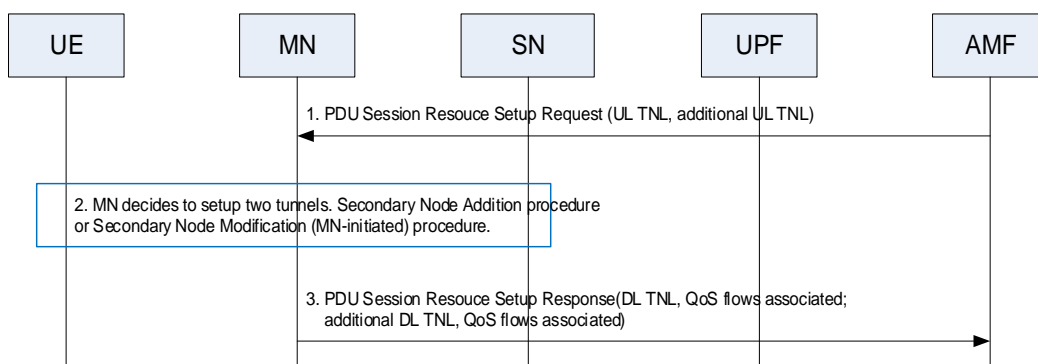 UE
MN
SN
UPF
AMF
1. PDU Session Resouce Setup Request (UL TNL, additional UL TNL)
2. MN decides to setup two tunnels. Secondary Node Addition procedure
or Secondary Node Modification (MN-initiated) procedure.
3. PDU Session Resouce Setup Response(DL TNL, QoS flows associated;
additional DL TNL, QoS flows associated)